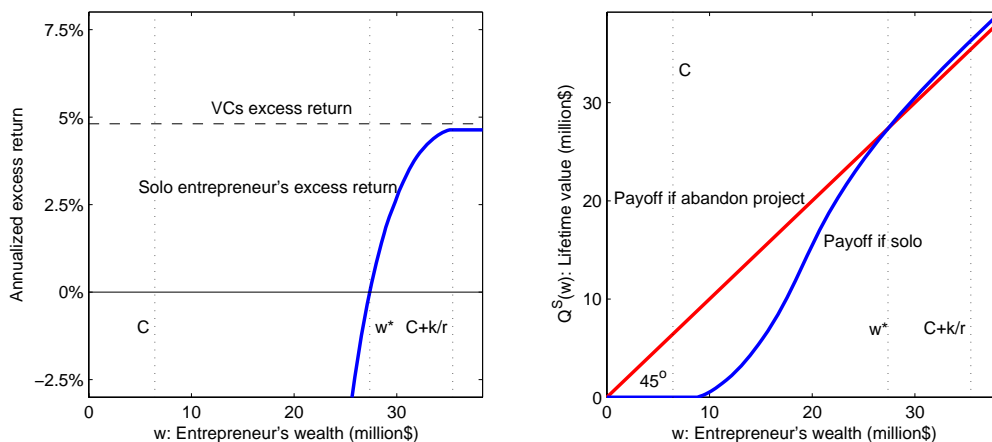 7.5%
VCs excess return
5%
Solo entrepreneur's excess return
2.5%
0%
C
w*
C+k/r
−2.5%
0
10
20
30
Annualized excess return
w: Entrepreneur's wealth (million$)
C
30
Payoff if abandon project
20
Payoff if solo
10
w*
C+k/r
45o
0
0
10
20
30
Q^S(w): Lifetime value (million$)
w: Entrepreneur's wealth (million$)